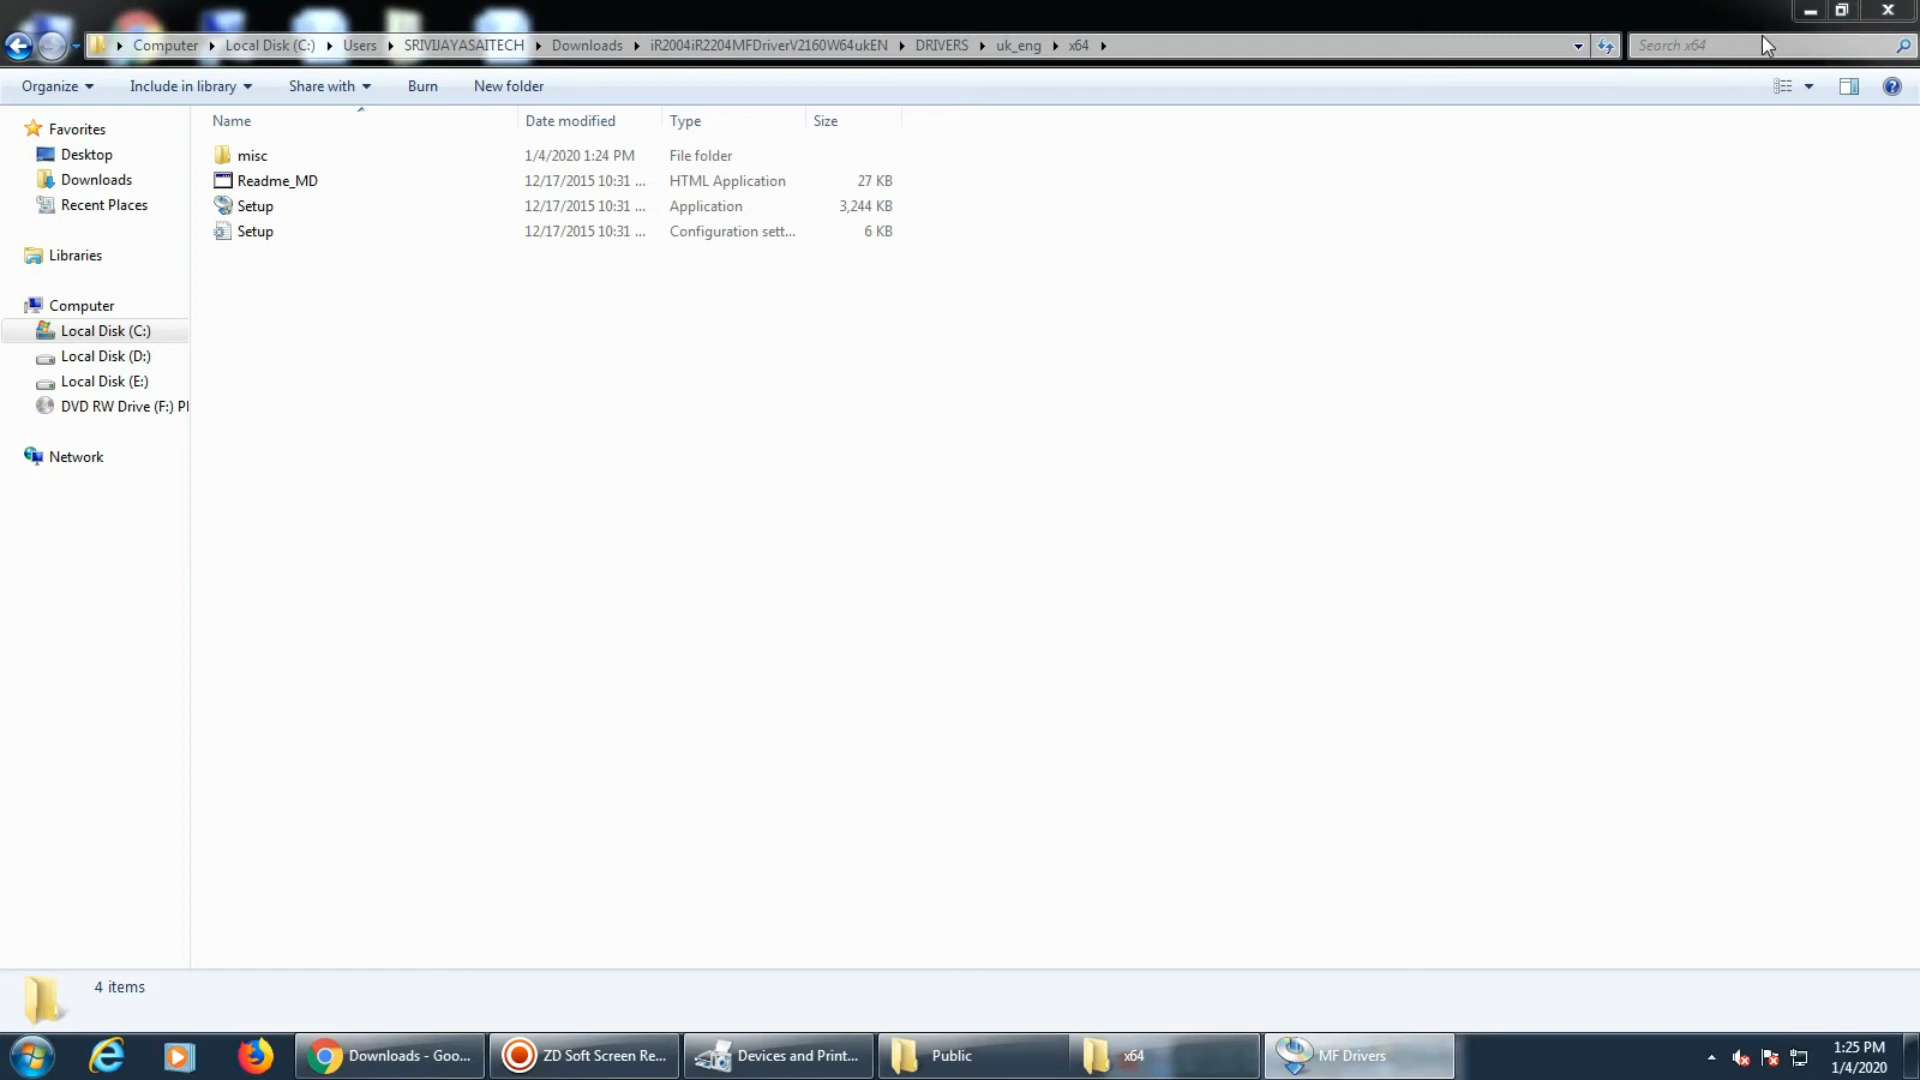 Computer Local Disk (C:) Users SRIVIJAYASAITECH Downloads iR2004iR2204MFDriverV2160W64ukEN DRIVERS uk_eng x64 Search x64
Organize Include in library Share with Burn New folder
Name Date modified Type Size
Favorites
Desktop
Downloads
Recent Places
Libraries
Computer
Local Disk (C:)
Local Disk (D:)
Local Disk (E:)
DVD RW Drive (F:) Pl
Network
misc 1/4/2020 1:24 PM File folder
Readme_MD 12/17/2015 10:31 ... HTML Application 27 KB
Setup 12/17/2015 10:31 ... Application 3,244 KB
Setup 12/17/2015 10:31 ... Configuration sett... 6 KB
4 items
Downloads - Goo... ZD Soft Screen Re... Devices and Print... Public x64 MF Drivers
1:25 PM
1/4/2020